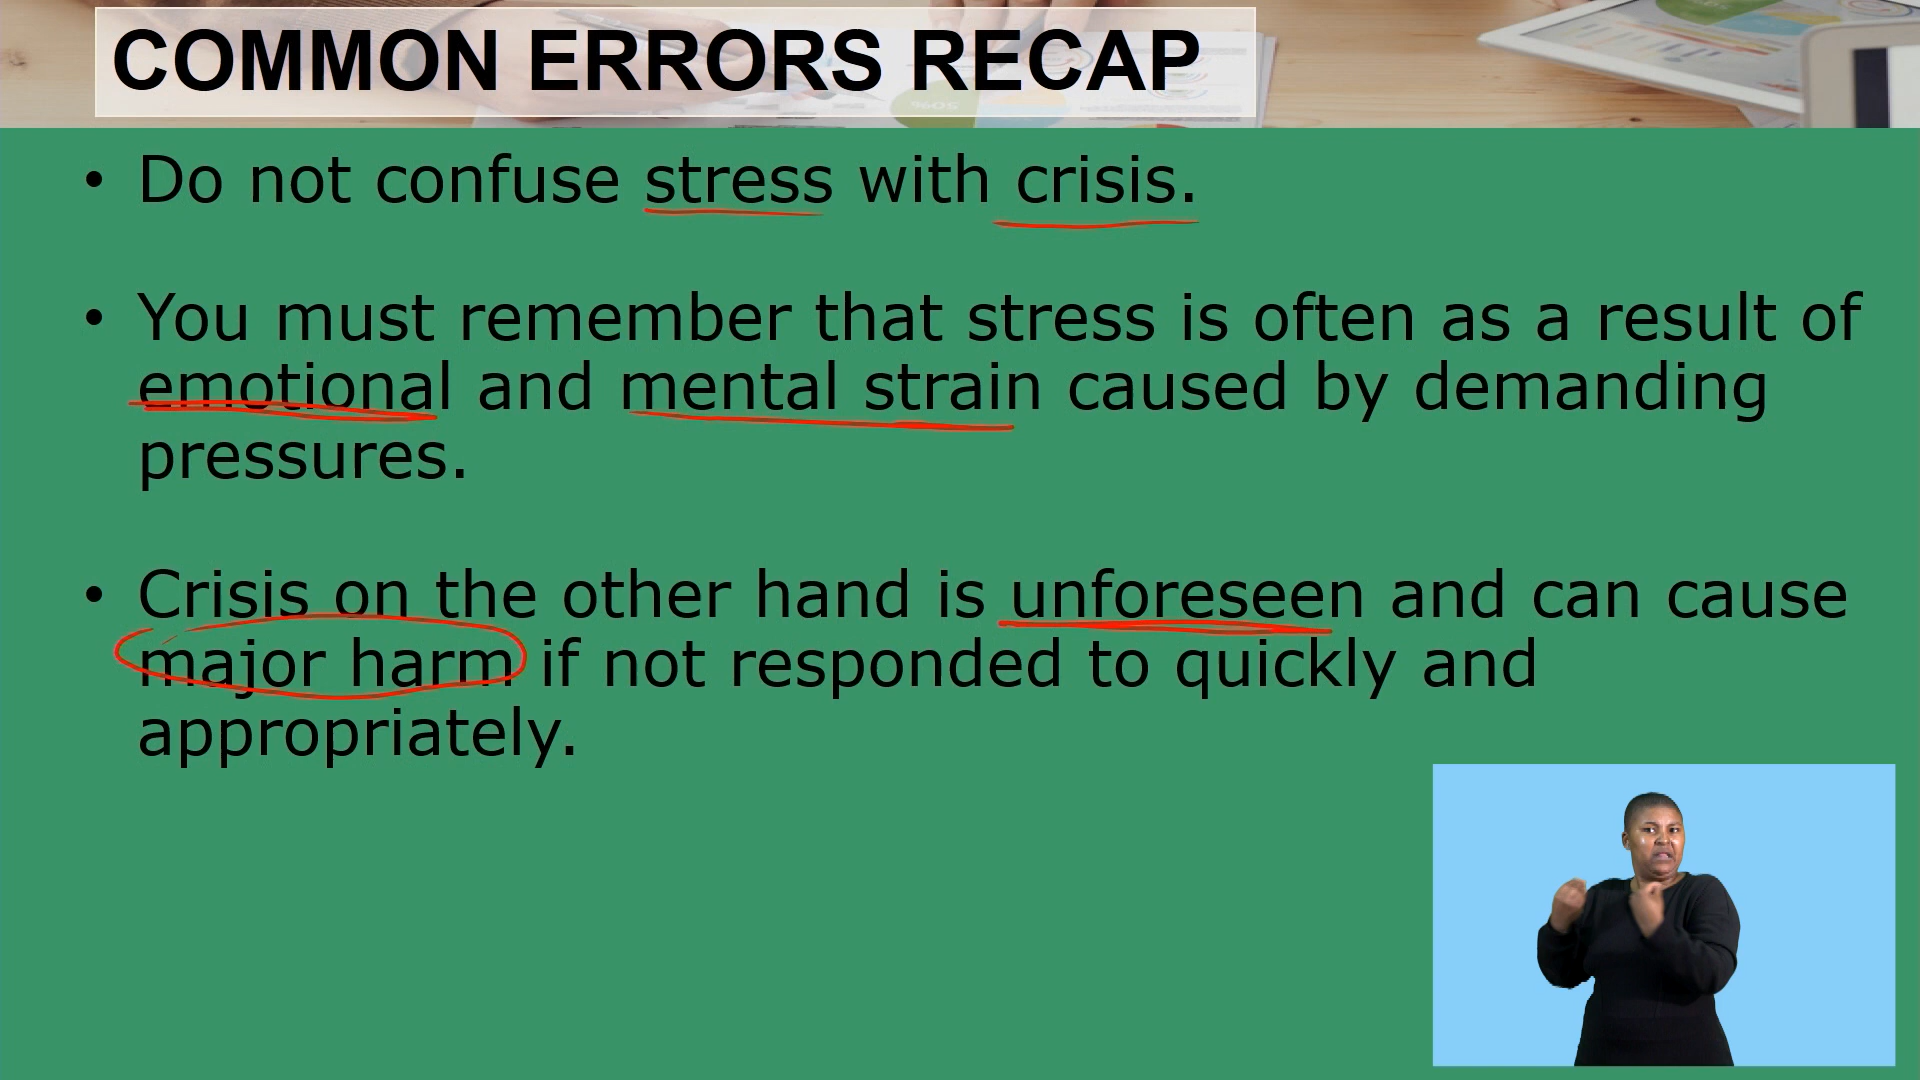 COMMON ERRORS RECAP
• Do not confuse stress with crisis.
• You must remember that stress is often as a result of
emotional and mental strain caused by demanding
pressures.
• Crisis on the other hand is unforeseen and can cause
major harm if not responded to quickly and
appropriately.